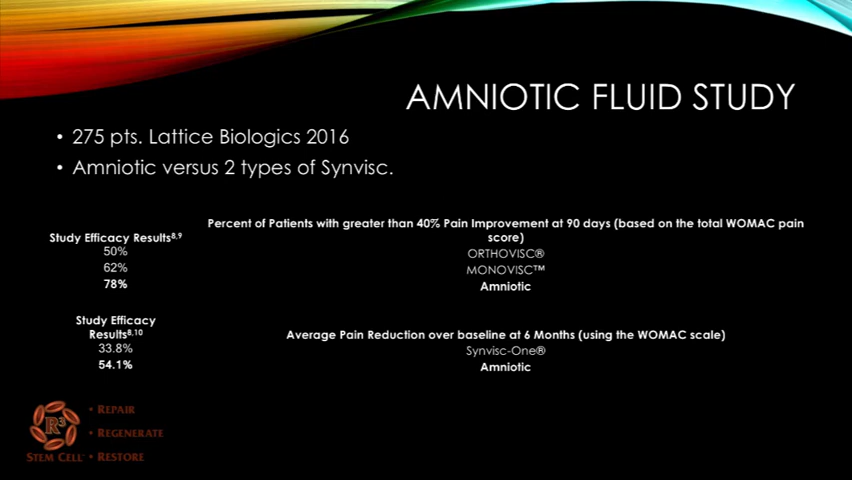 AMNIOTIC FLUID STUDY
• 275 pts. Lattice Biologics 2016
• Amniotic versus 2 types of Synvisc.
Study Efficacy Results8,9
Percent of Patients with greater than 40% Pain Improvement at 90 days (based on the total WOMAC pain
score)
50% ORTHOVISC®
62% MONOVISC™
78% Amniotic
Study Efficacy
Results8,10
Average Pain Reduction over baseline at 6 Months (using the WOMAC scale)
33.8% Synvisc-One®
54.1% Amniotic
R3
STEM CELL
• REPAIR
• REGENERATE
• RESTORE